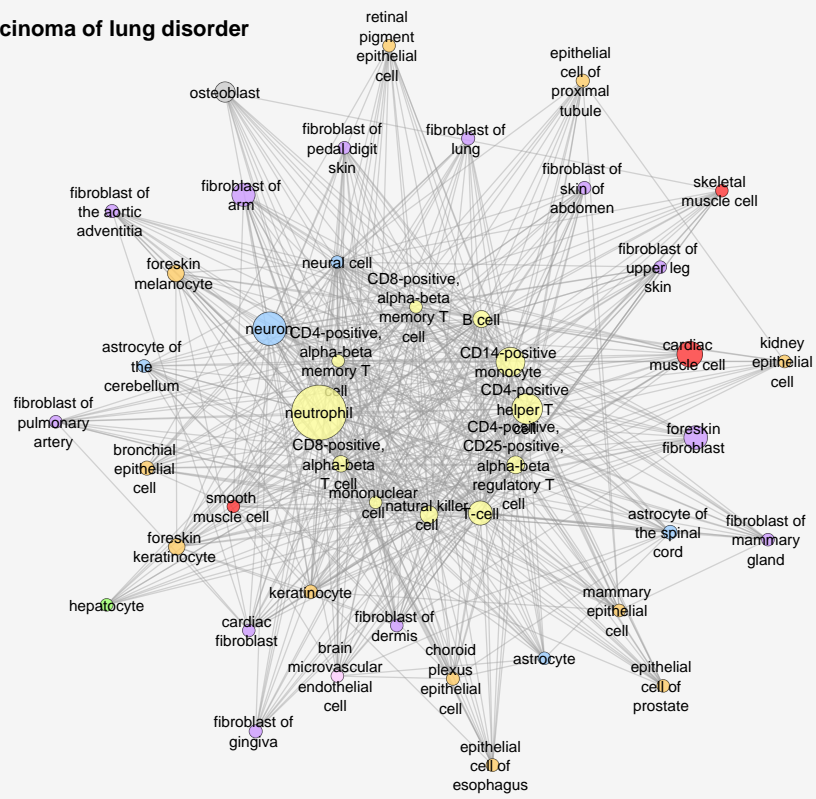 cinoma of lung disorder
retinal
pigment
epithelial
cell
epithelial
cell of
proximal
tubule
osteoblast
fibroblast of
pedal digit
skin
fibroblast of
lung
fibroblast of
skin of
abdomen
skeletal
muscle cell
fibroblast of
the aortic
adventitia
fibroblast of
arm
foreskin
melanocyte
neural cell
fibroblast of
upper leg
skin
CD8-positive,
alpha-beta
memory T
cell
B cell
neuron
CD4-positive,
alpha-beta
memory T
cell
CD14-positive
monocyte
cardiac
muscle cell
kidney
epithelial
cell
astrocyte of
the
cerebellum
CD4-positive
helper T
cell
neutrophil
fibroblast of
pulmonary
artery
CD4-positive,
CD25-positive,
alpha-beta
regulatory T
cell
foreskin
fibroblast
bronchial
epithelial
cell
CD8-positive,
alpha-beta
T cell
mononuclear
cell
natural killer
cell
T-cell
smooth
muscle cell
astrocyte of
the spinal
cord
fibroblast of
mammary
gland
foreskin
keratinocyte
hepatocyte
keratinocyte
mammary
epithelial
cell
cardiac
fibroblast
fibroblast of
dermis
brain
microvascular
endothelial
cell
choroid
plexus
epithelial
cell
astrocyte
epithelial
cell of
prostate
fibroblast of
gingiva
epithelial
cell of
esophagus